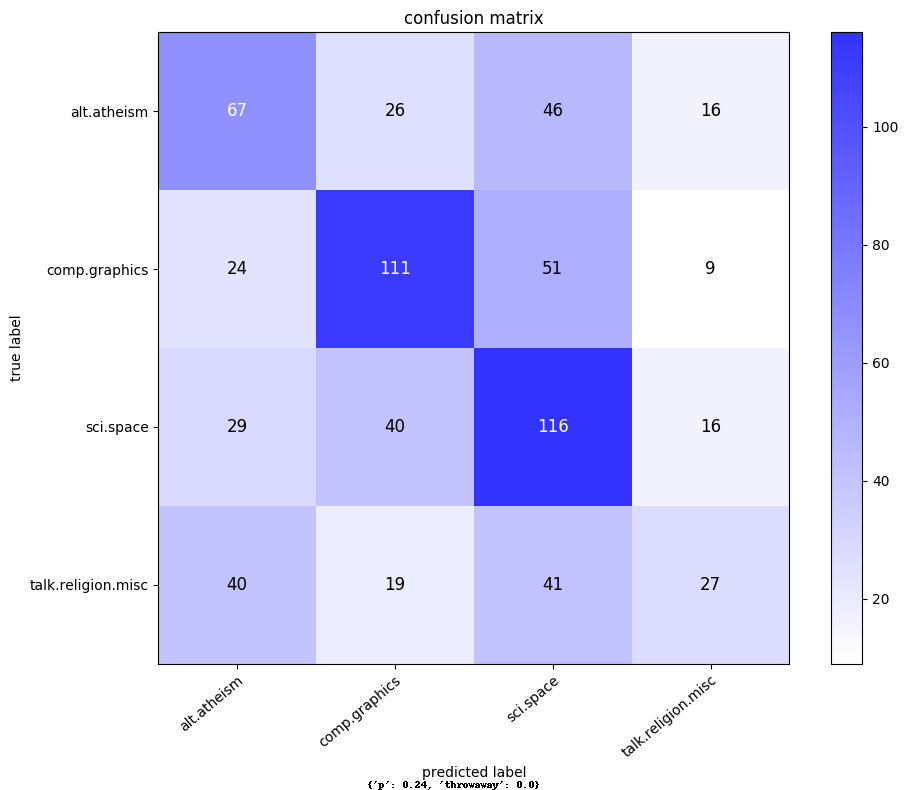 confusion matrix
alt.atheism 67 26 46 16
comp.graphics 24 111 51 9
sci.space 29 40 116 16
talk.religion.misc 40 19 41 27
true label
alt.atheism comp.graphics sci.space talk.religion.misc
predicted label
{'p': 0.24, 'throwaway': 0.0}
100
80
60
40
20